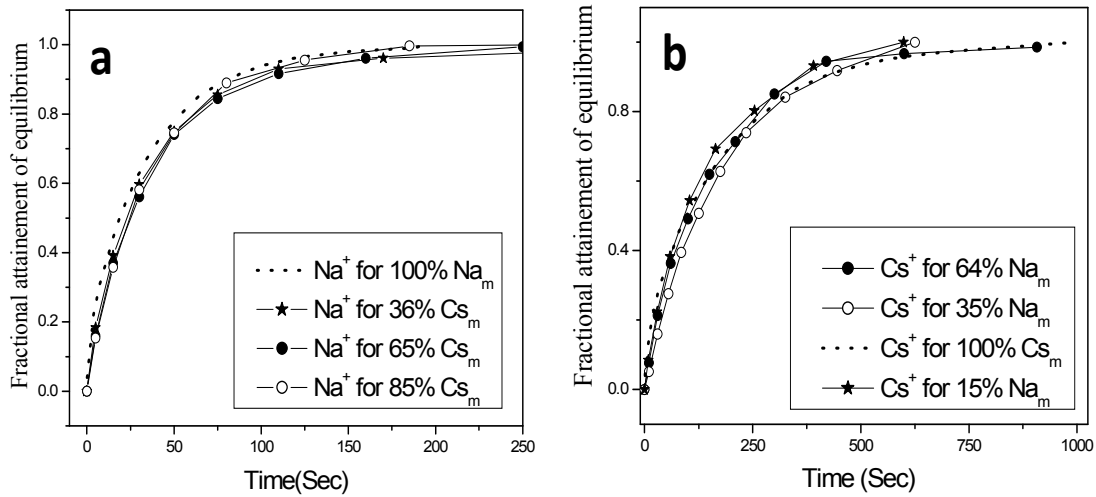 a
Fractional attainement of equilibrium
1.0
0.8
0.6
0.4
0.2
0.0
0
50
100
150
200
250
Time(Sec)
Na⁺ for 100% Naₘ
Na⁺ for 36% Csₘ
Na⁺ for 65% Csₘ
Na⁺ for 85% Csₘ
b
Fractional attainement of equilibrium
0.8
0.4
0.0
0
250
500
750
1000
Time (Sec)
Cs⁺ for 64% Naₘ
Cs⁺ for 35% Naₘ
Cs⁺ for 100% Csₘ
Cs⁺ for 15% Naₘ